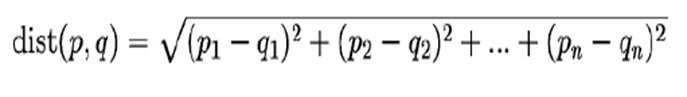 dist(p, q) = √(p₁ − q₁)² + (p₂ − q₂)² + ... + (pₙ − qₙ)²